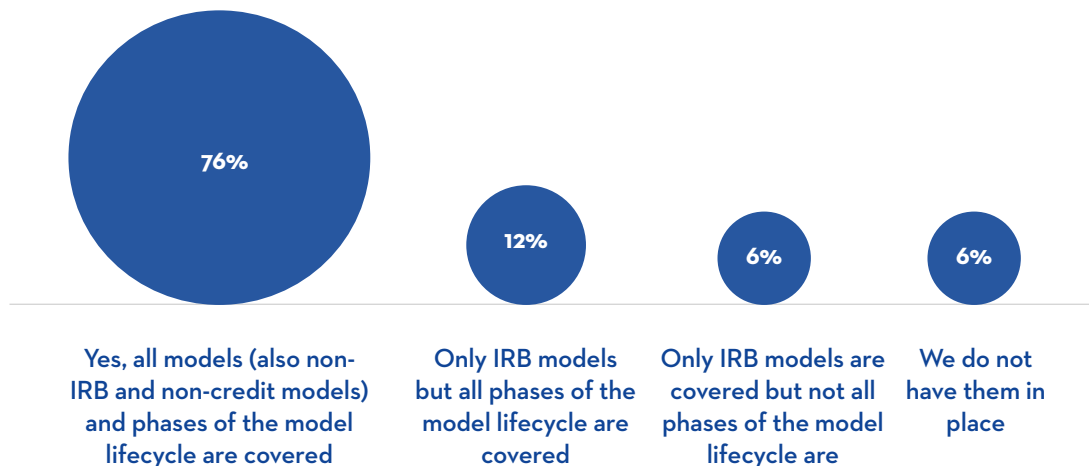 76%
12%
6%
6%
Yes, all models (also non-
IRB and non-credit models)
and phases of the model
lifecycle are covered
Only IRB models
but all phases of the
model lifecycle are
covered
Only IRB models are
covered but not all
phases of the model
lifecycle are
We do not
have them in
place